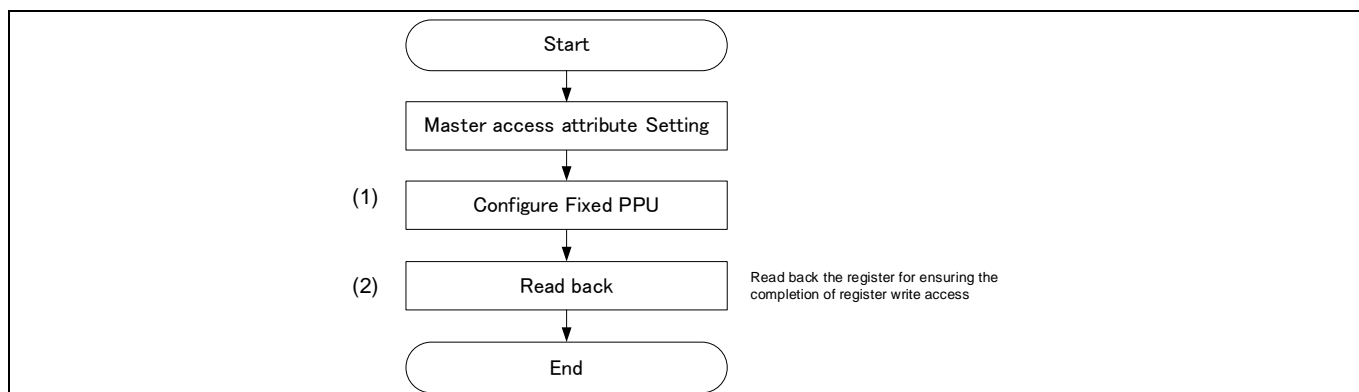 Start
Master access attribute Setting
(1)
Configure Fixed PPU
(2)
Read back
Read back the register for ensuring the
completion of register write access
End